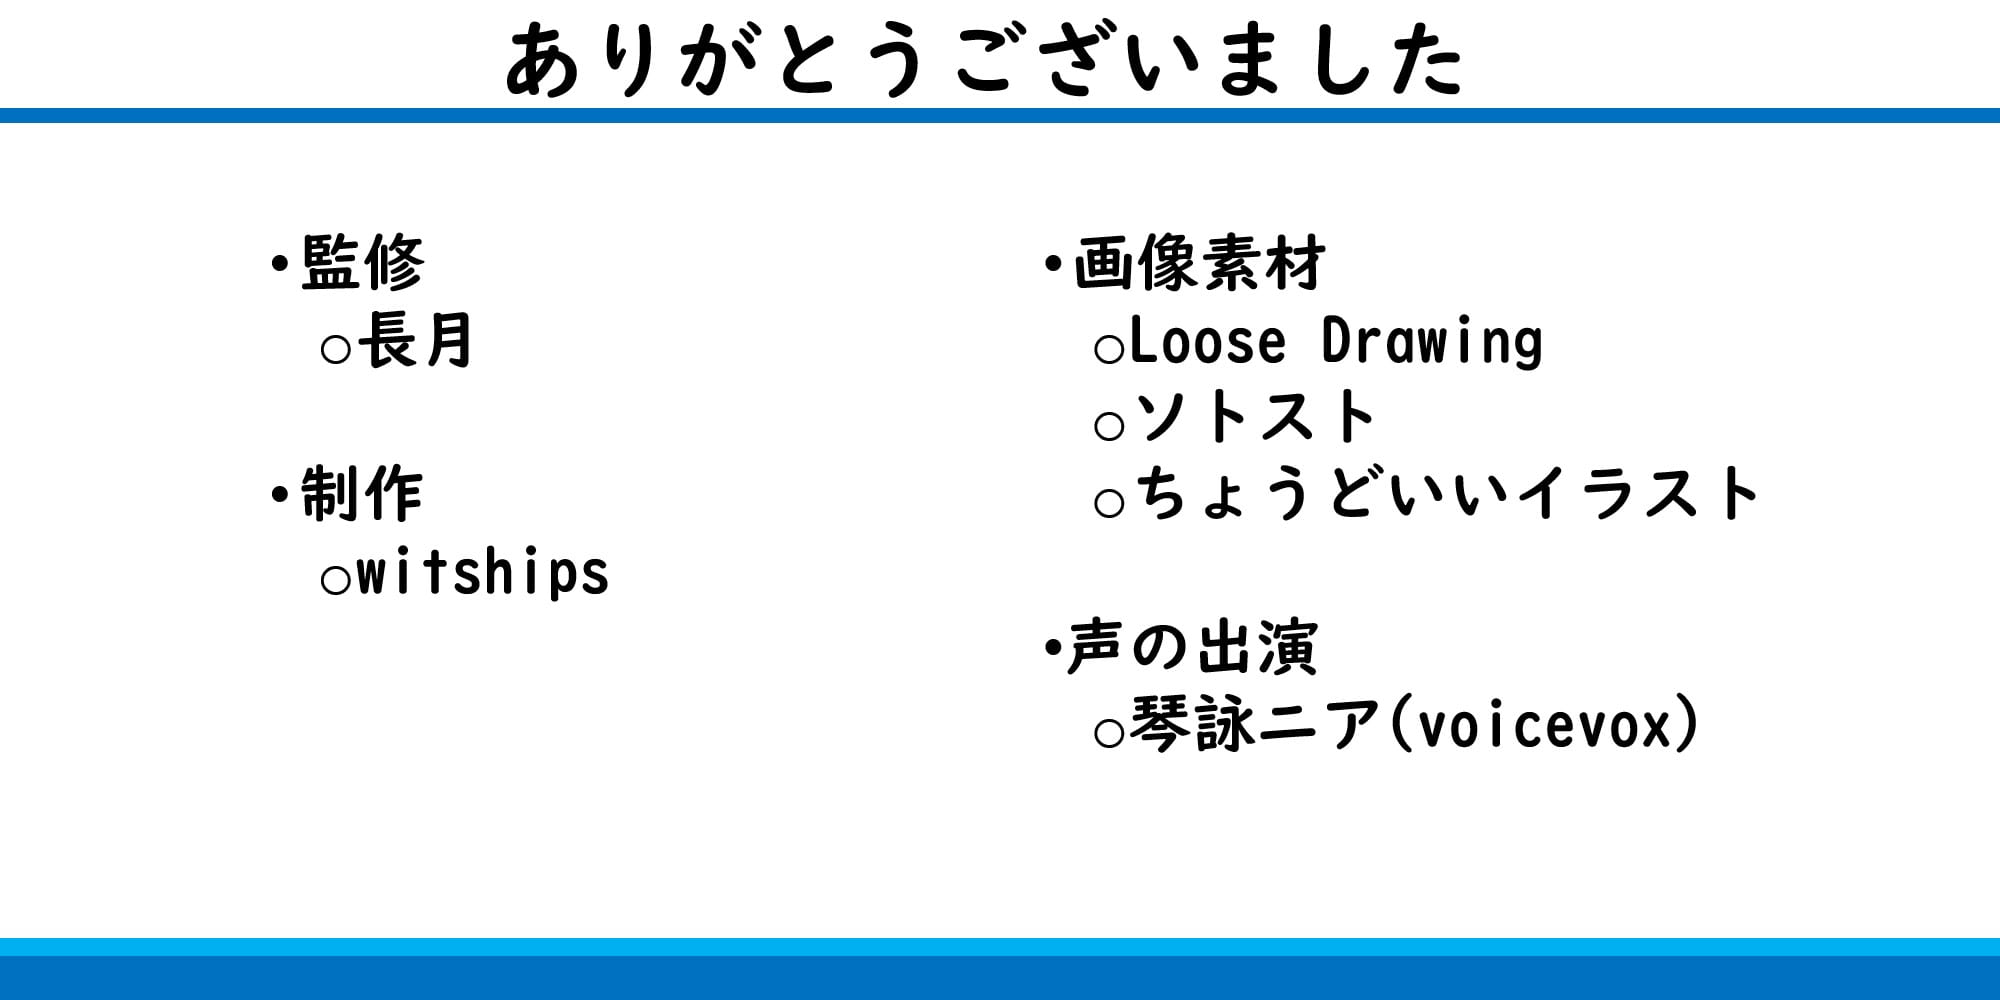 ありがとうございました
•監修
○長月
•制作
○witships
•画像素材
○Loose Drawing
○ソトスト
○ちょうどいいイラスト
•声の出演
○琴詠ニア(voicevox)